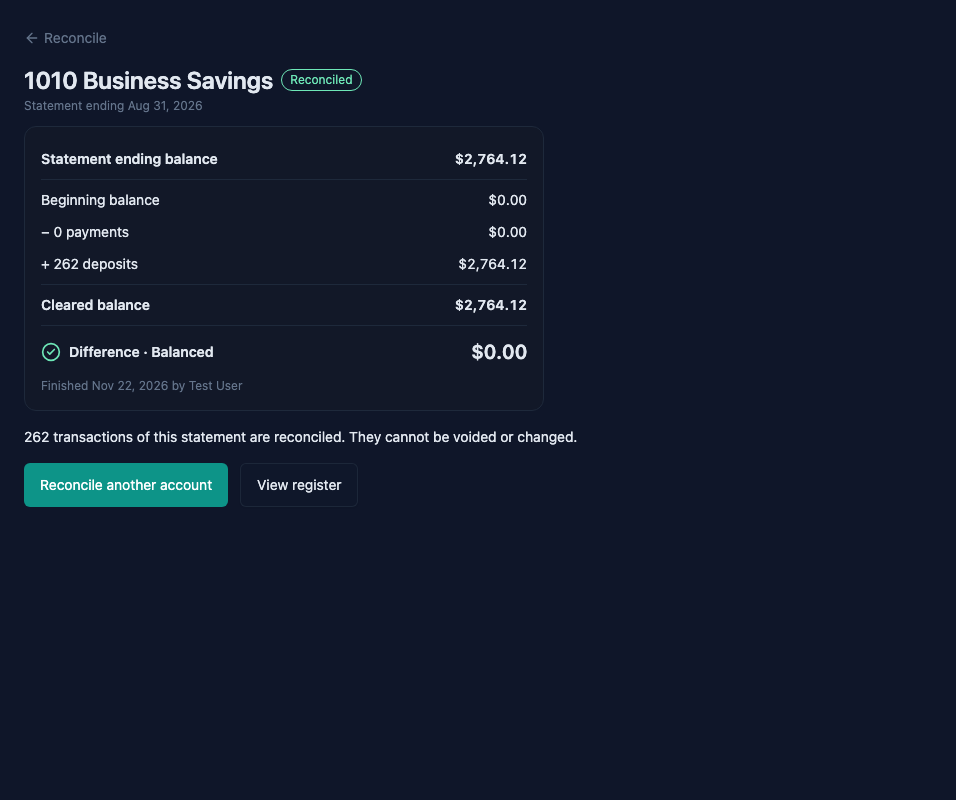 ← Reconcile
1010 Business Savings Reconciled
Statement ending Aug 31, 2026
Statement ending balance $2,764.12
Beginning balance $0.00
− 0 payments $0.00
+ 262 deposits $2,764.12
Cleared balance $2,764.12
Difference · Balanced $0.00
Finished Nov 22, 2026 by Test User
262 transactions of this statement are reconciled. They cannot be voided or changed.
Reconcile another account View register